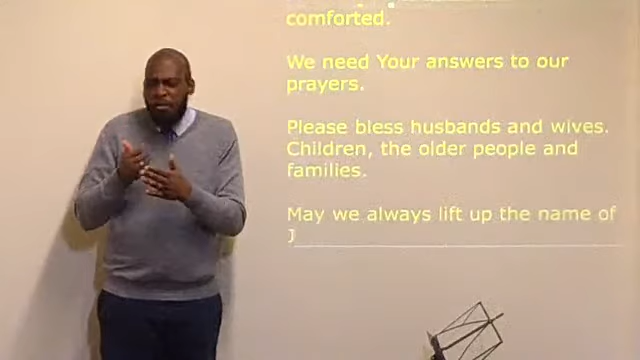 comforted.
We need Your answers to our
prayers.
Please bless husbands and wives.
Children, the older people and
families.
May we always lift up the name of
J